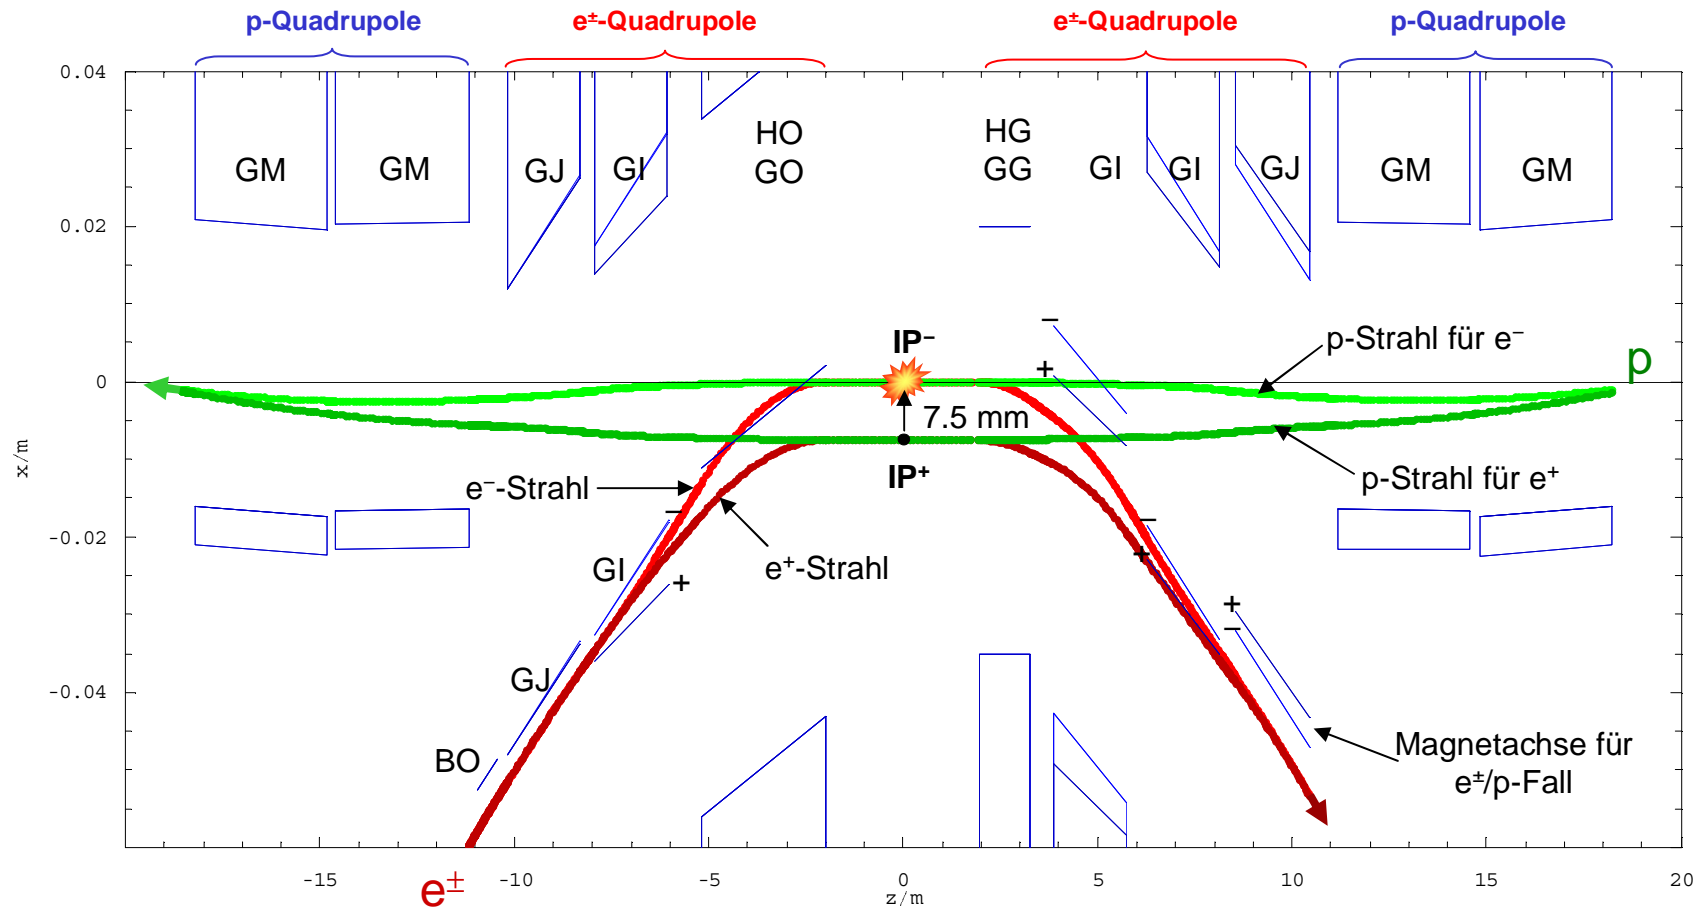 p-Quadrupole e±-Quadrupole e±-Quadrupole p-Quadrupole
0.04
HO HG
GM GM GJ GI GO GG GI GI GJ GM GM
0.02
− 
IP− p-Strahl für e− p
+
0
7.5 mm
x/m
IP+ p-Strahl für e+
e−-Strahl
− −
-0.02
+
GI e+-Strahl
+
+
−
GJ
-0.04
BO Magnetachse für
e±/p-Fall
-15 -10 -5 0 5 10 15 20
e± z/m